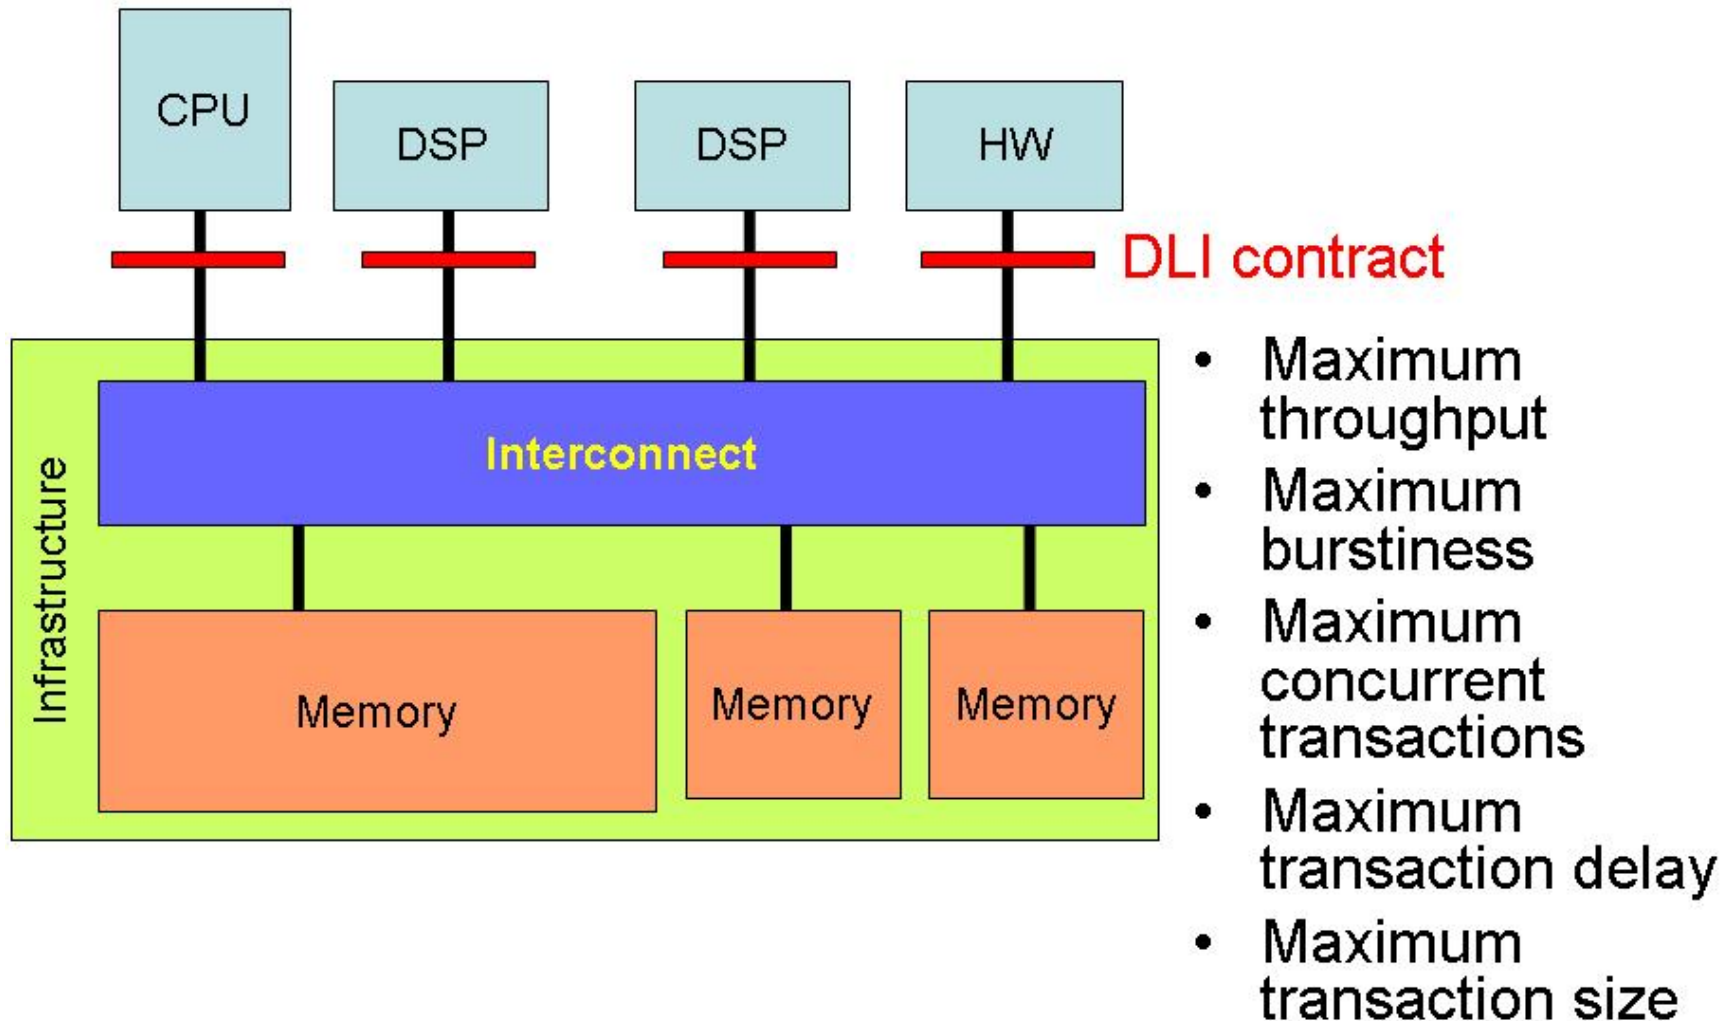 CPU
DSP
DSP
HW
DLI contract
Infrastructure
Interconnect
Memory
Memory
Memory
• Maximum
throughput
• Maximum
burstiness
• Maximum
concurrent
transactions
• Maximum
transaction delay
• Maximum
transaction size